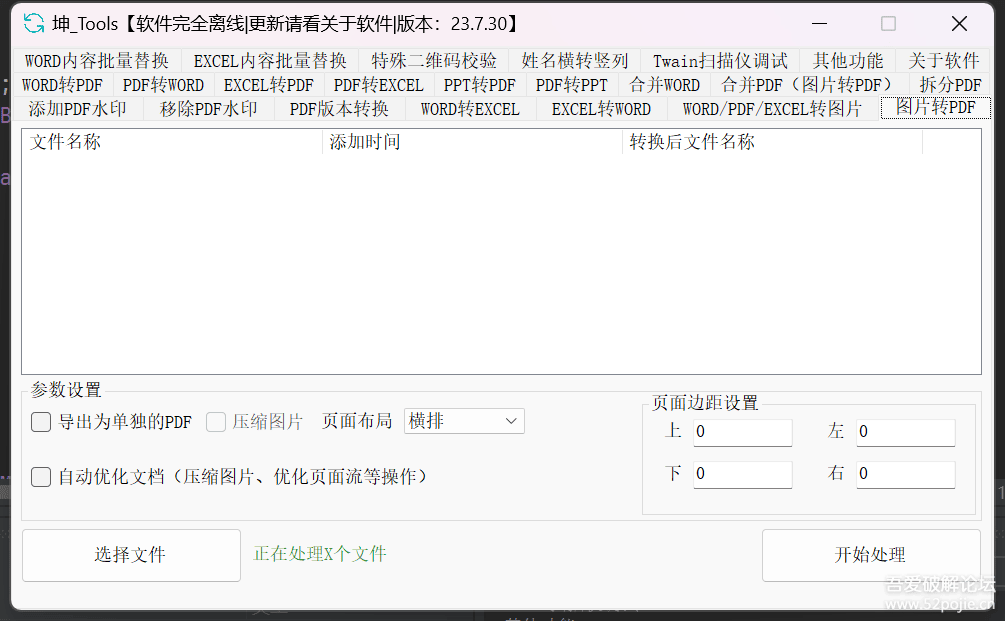 坤_Tools【软件完全离线|更新请看关于软件|版本：23.7.30】
WORD内容批量替换 EXCEL内容批量替换 特殊二维码校验 姓名横转竖列 Twain扫描仪调试 其他功能 关于软件
WORD转PDF PDF转WORD EXCEL转PDF PDF转EXCEL PPT转PDF PDF转PPT 合并WORD 合并PDF（图片转PDF） 拆分PDF
添加PDF水印 移除PDF水印 PDF版本转换 WORD转EXCEL EXCEL转WORD WORD/PDF/EXCEL转图片 图片转PDF
文件名称 添加时间 转换后文件名称
参数设置
导出为单独的PDF 压缩图片 页面布局 横排
自动优化文档（压缩图片、优化页面流等操作）
页面边距设置
上 0 左 0
下 0 右 0
选择文件 正在处理X个文件 开始处理
吾爱破解论坛
www.52pojie.cn